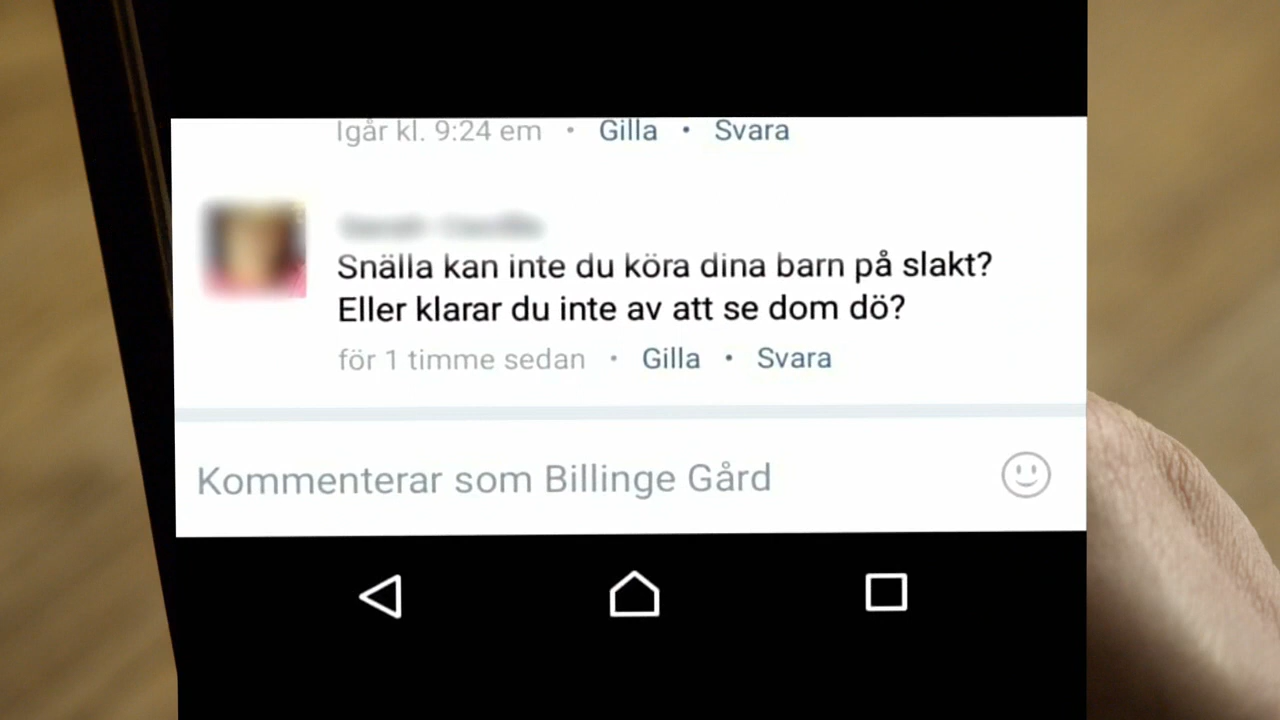 Igår kl. 9:24 em • Gilla • Svara
Snälla kan inte du köra dina barn på slakt?
Eller klarar du inte av att se dom dö?
för 1 timme sedan • Gilla • Svara
Kommenterar som Billinge Gård